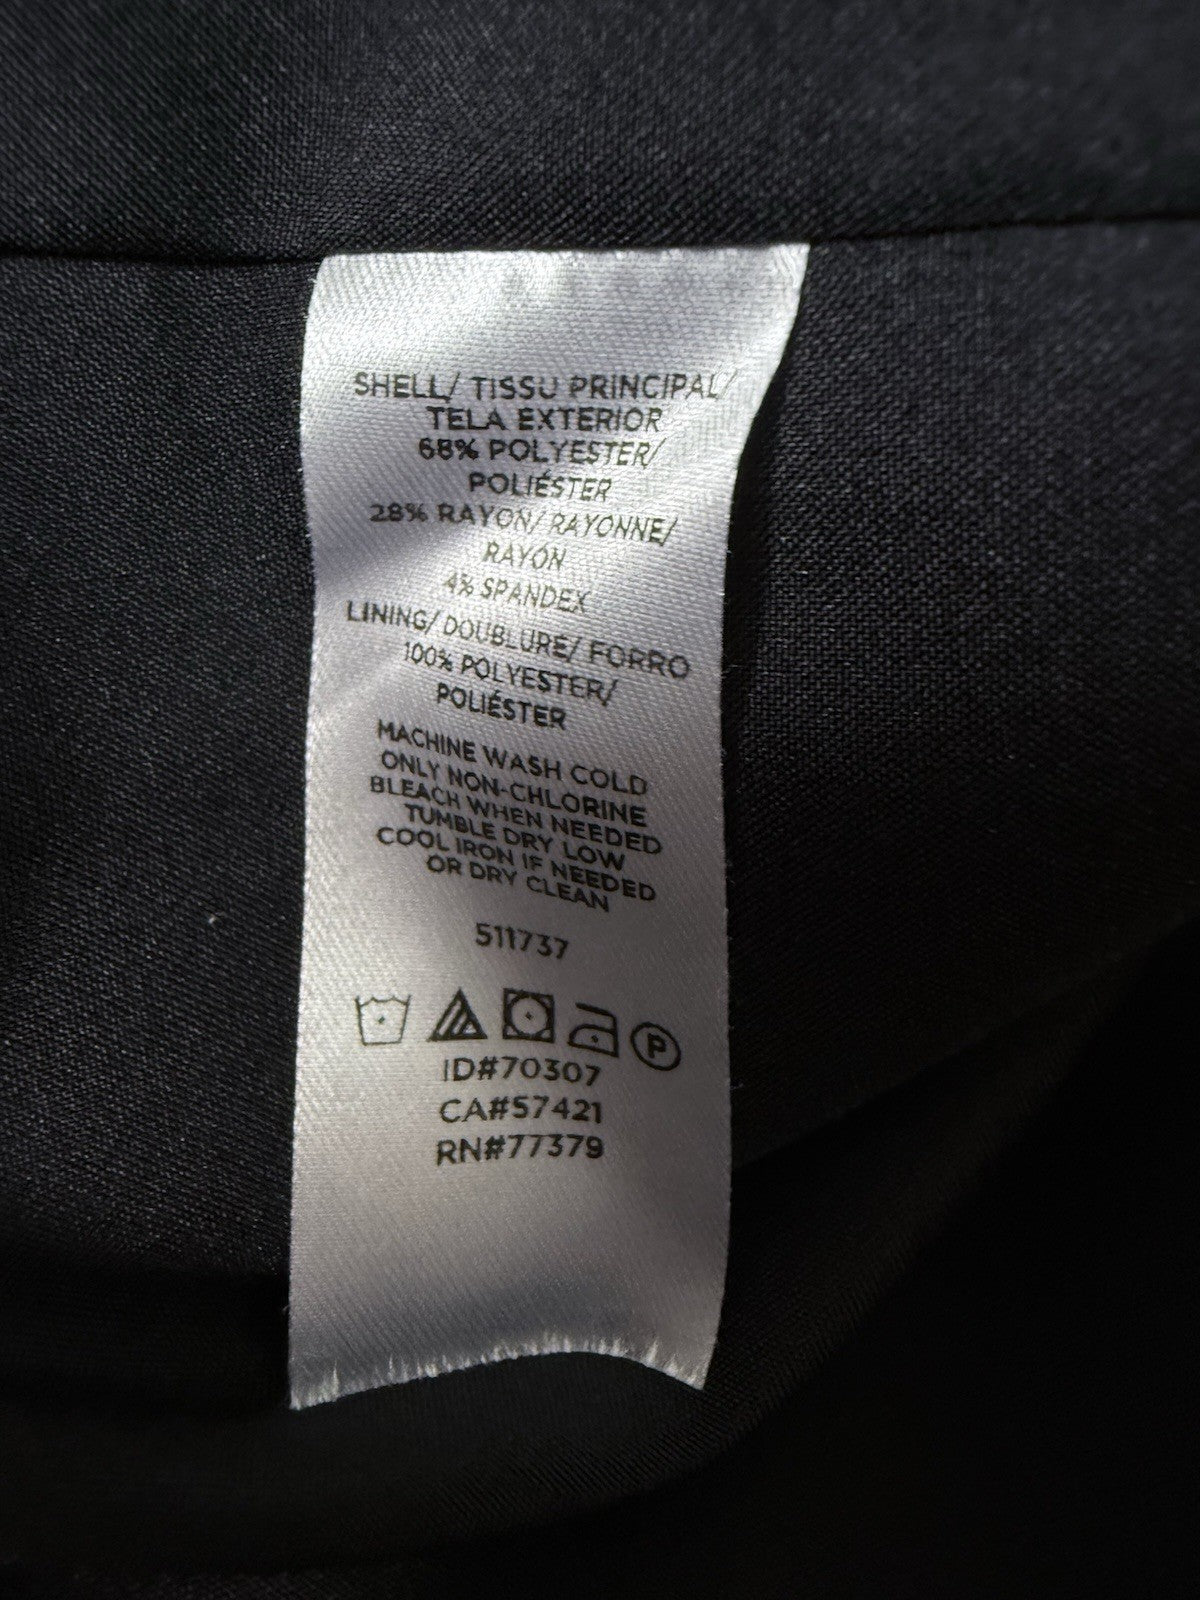 SHELL/ TISSU PRINCIPAL/
TELA EXTERIOR
68% POLYESTER/
POLIÉSTER
28% RAYON/ RAYONNE/
RAYON
4% SPANDEX
LINING/ DOUBLURE/ FORRO
100% POLYESTER/
POLIÉSTER
MACHINE WASH COLD
ONLY NON-CHLORINE
BLEACH WHEN NEEDED
TUMBLE DRY LOW
COOL IRON IF NEEDED
OR DRY CLEAN
511737
P
ID#70307
CA#57421
RN#77379